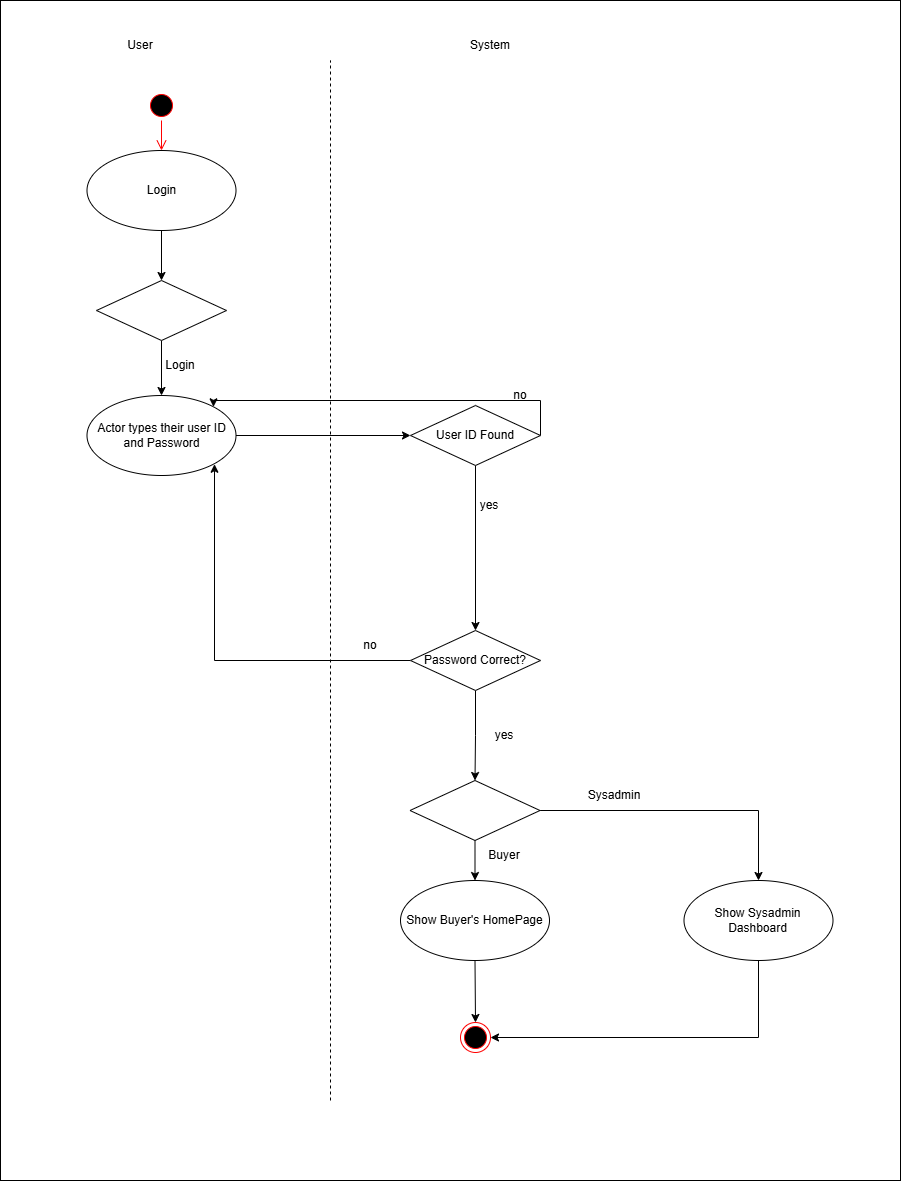 User
System
Login
Login
no
Actor types their user ID
and Password
User ID Found
yes
no
Password Correct?
yes
Sysadmin
Buyer
Show Buyer's HomePage
Show Sysadmin
Dashboard